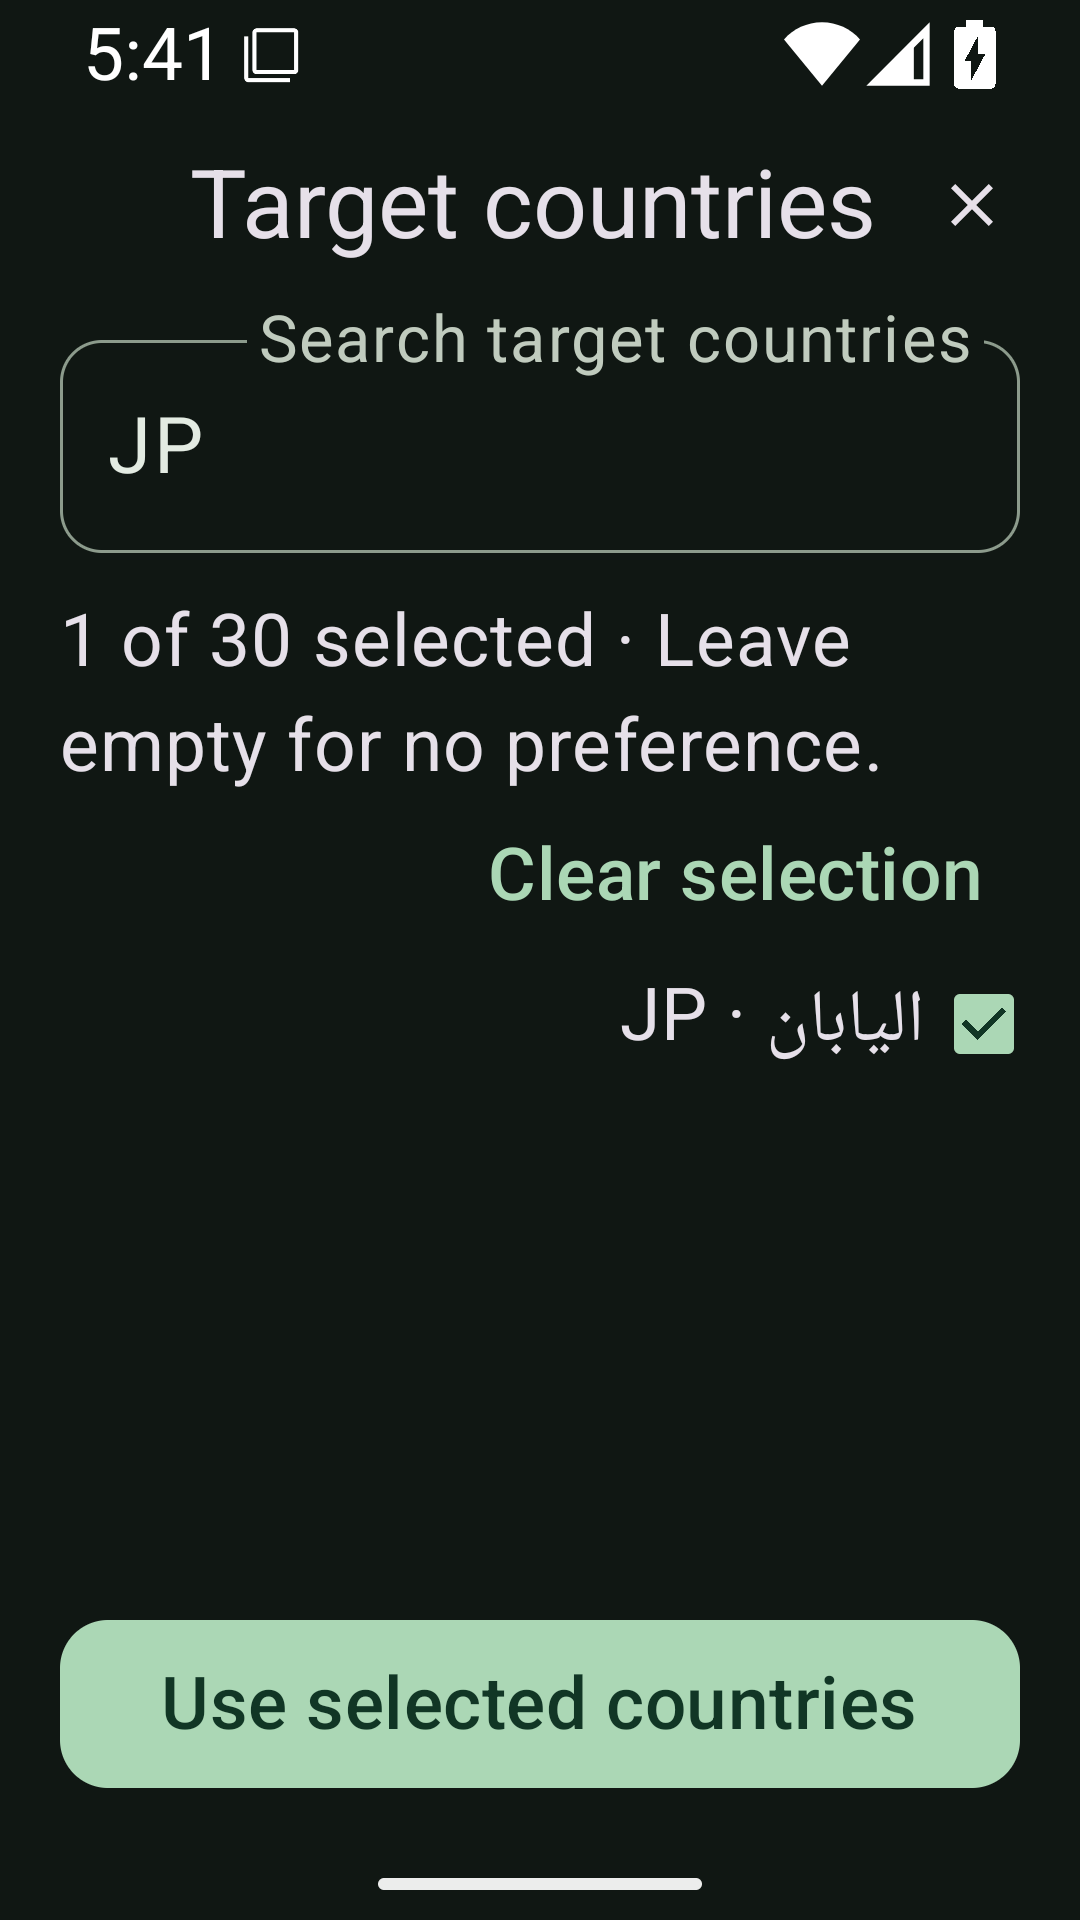 5:41
Target countries
Search target countries
JP
1 of 30 selected · Leave
empty for no preference.
Clear selection
اليابان · JP
Use selected countries